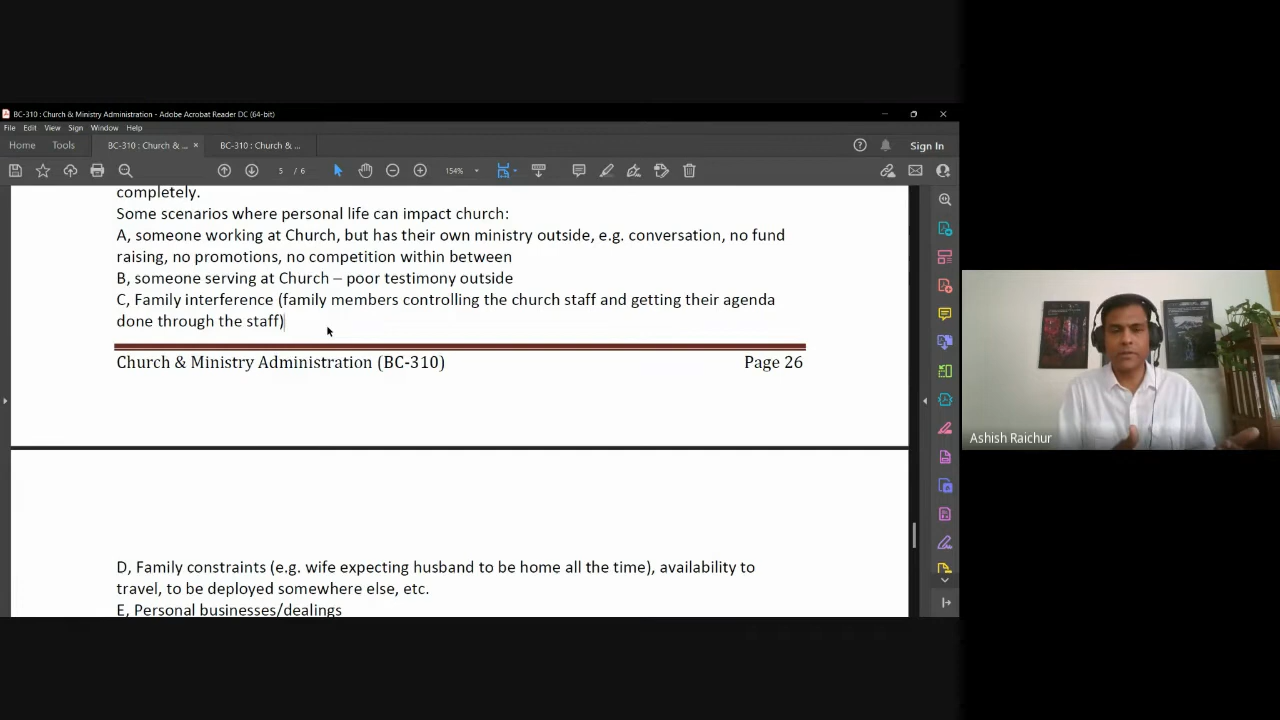 BC-310 : Church & Ministry Administration - Adobe Acrobat Reader DC (64-bit)
File Edit View Sign Window Help
Home Tools BC-310 : Church & ... × BC-310 : Church & ... Sign In
5 / 6 154%
completely.
Some scenarios where personal life can impact church:
A, someone working at Church, but has their own ministry outside, e.g. conversation, no fund
raising, no promotions, no competition within between
B, someone serving at Church – poor testimony outside
C, Family interference (family members controlling the church staff and getting their agenda
done through the staff)
Church & Ministry Administration (BC-310) Page 26
Ashish Raichur
D, Family constraints (e.g. wife expecting husband to be home all the time), availability to
travel, to be deployed somewhere else, etc.
E, Personal businesses/dealings